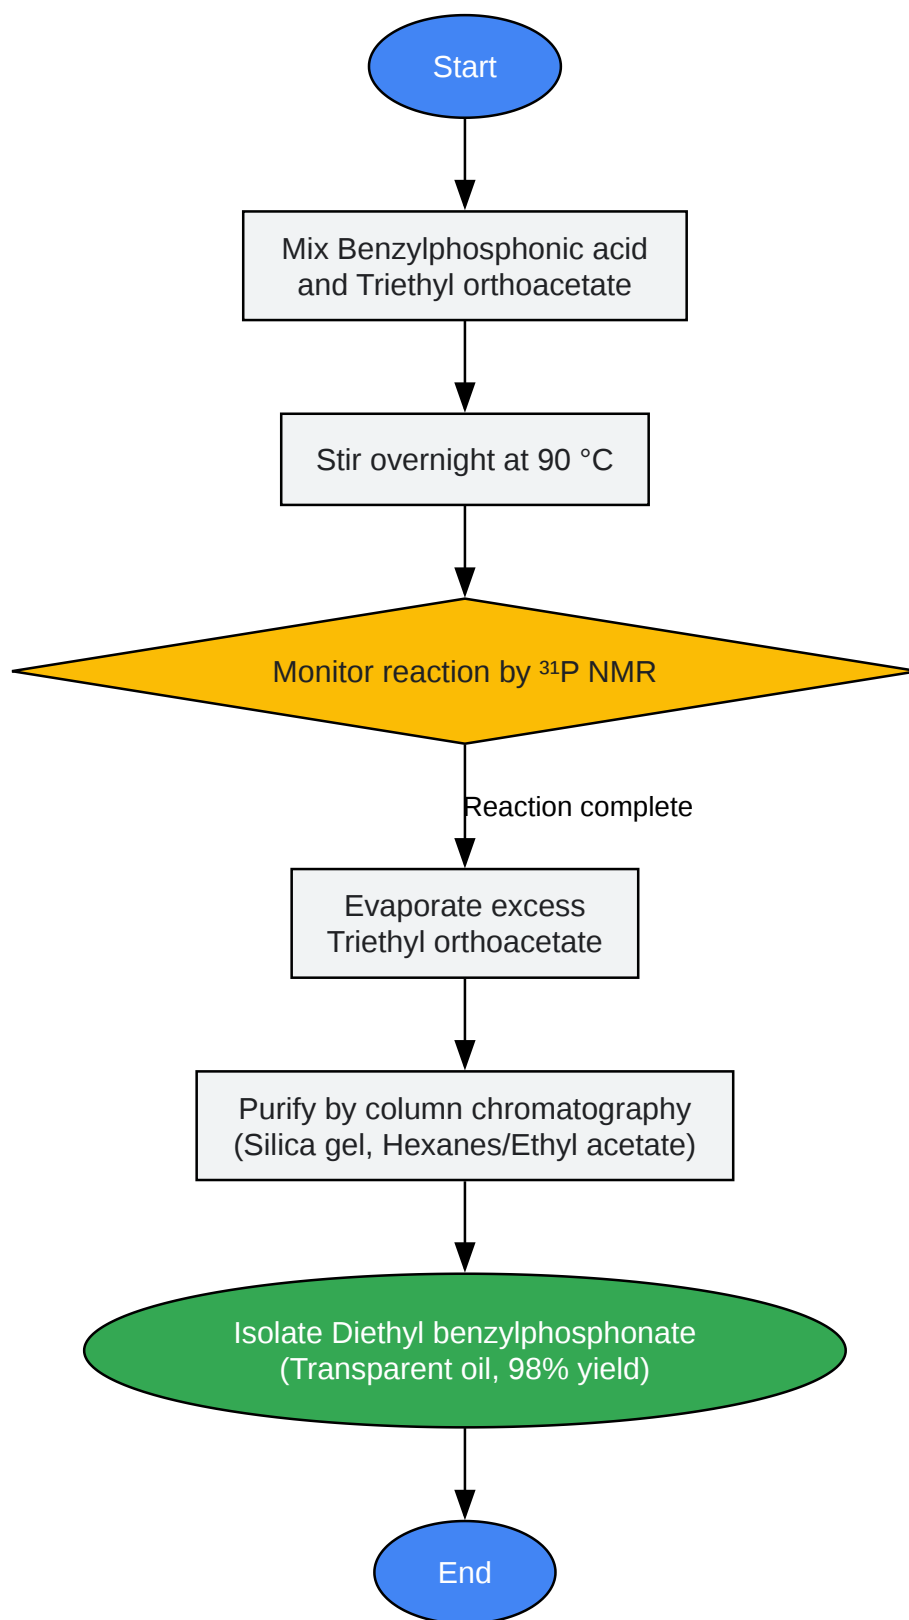 Start
Mix Benzylphosphonic acid
and Triethyl orthoacetate
Stir overnight at 90 °C
Monitor reaction by ³¹P NMR
Reaction complete
Evaporate excess
Triethyl orthoacetate
Purify by column chromatography
(Silica gel, Hexanes/Ethyl acetate)
Isolate Diethyl benzylphosphonate
(Transparent oil, 98% yield)
End